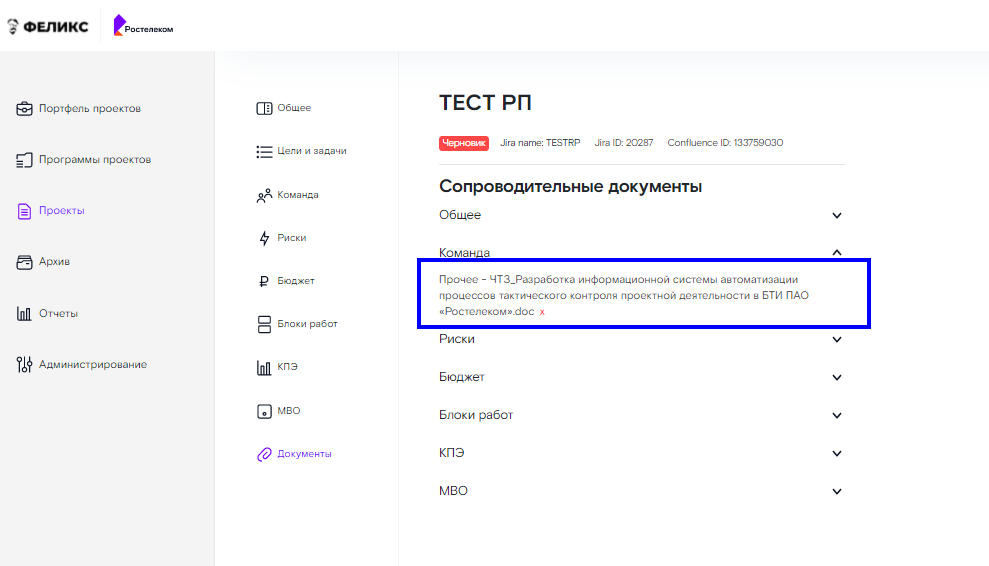 ФЕЛИКС
Ростелеком
Портфель проектов
Программы проектов
Проекты
Архив
Отчеты
Администрирование
Общее
Цели и задачи
Команда
Риски
Бюджет
Блоки работ
КПЭ
МВО
Документы
ТЕСТ РП
Черновик Jira name: TESTRP Jira ID: 20287 Confluence ID: 133759030
Сопроводительные документы
Общее
Команда
Прочее - ЧТЗ_Разработка информационной системы автоматизации
процессов тактического контроля проектной деятельности в БТИ ПАО
«Ростелеком».doc x
Риски
Бюджет
Блоки работ
КПЭ
МВО